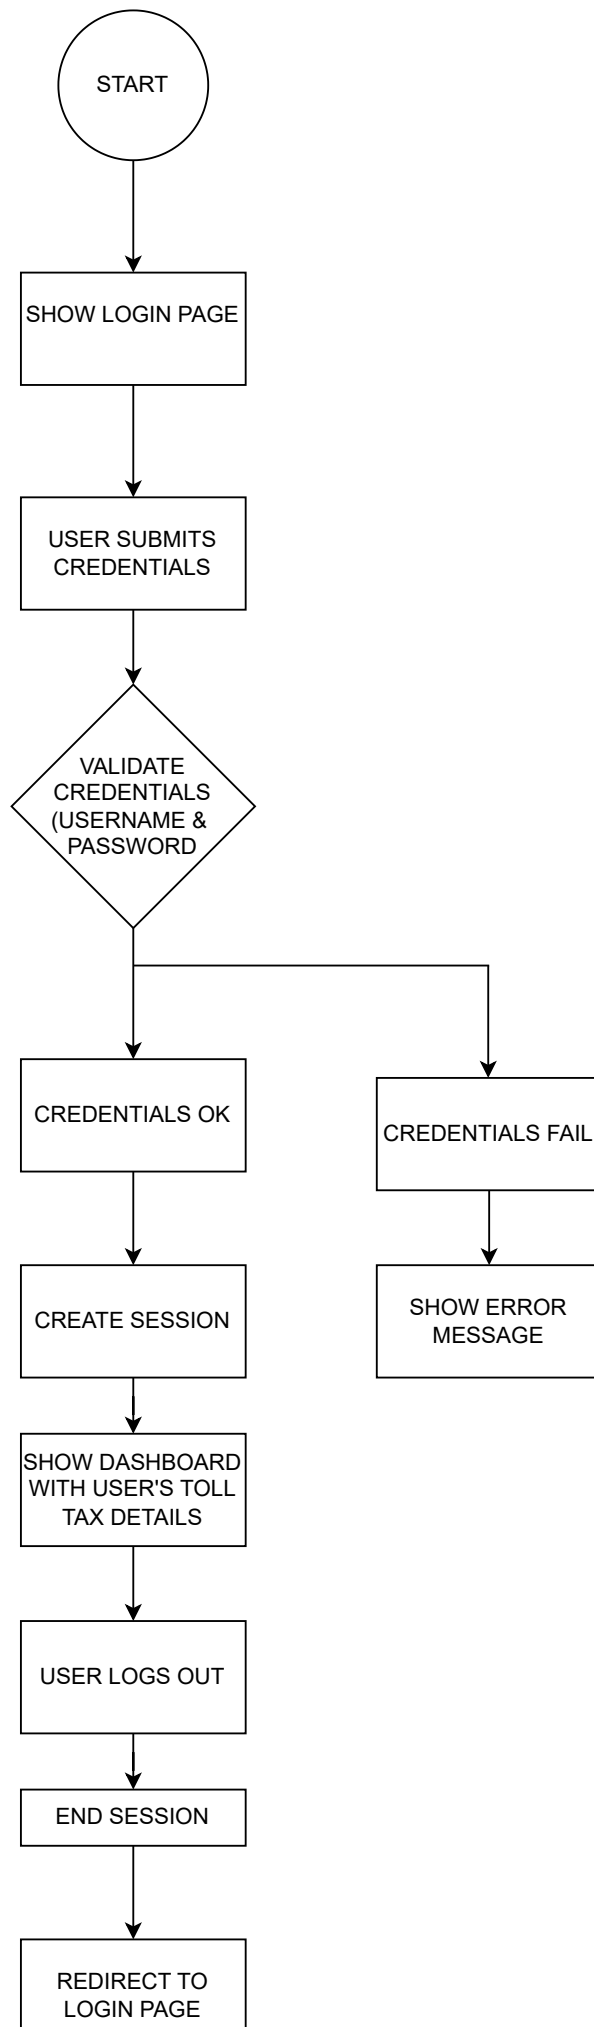 START
SHOW LOGIN PAGE
USER SUBMITS
CREDENTIALS
VALIDATE
CREDENTIALS
(USERNAME &
PASSWORD
CREDENTIALS OK
CREDENTIALS FAIL
CREATE SESSION
SHOW ERROR
MESSAGE
SHOW DASHBOARD
WITH USER'S TOLL
TAX DETAILS
USER LOGS OUT
END SESSION
REDIRECT TO
LOGIN PAGE